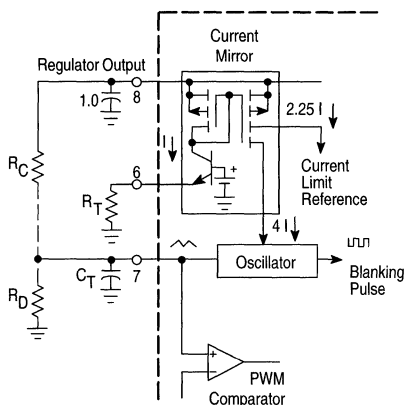 Current
Mirror
Regulator Output
1.0
8
2.25 I
R_C
I
6
Current
Limit
Reference
R_T
+
4 I
C_T
7
Oscillator
Blanking
Pulse
R_D
+
−
PWM
Comparator